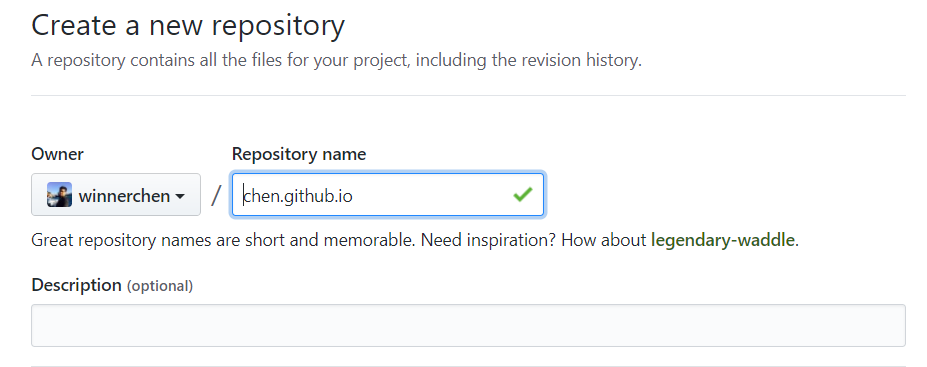 Create a new repository
A repository contains all the files for your project, including the revision history.
Owner
Repository name
winnerchen
/
chen.github.io
Great repository names are short and memorable. Need inspiration? How about legendary-waddle.
Description (optional)